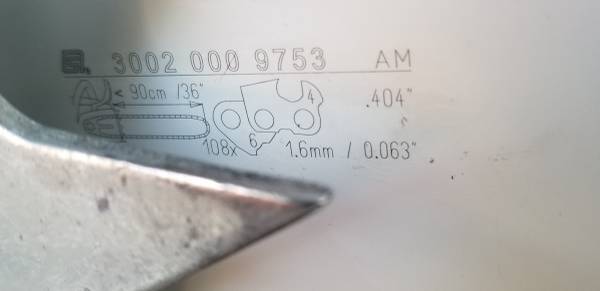 3002 000 9753 AM
< 90cm /36"
4
.404"
108x
6
1.6mm / 0.063"